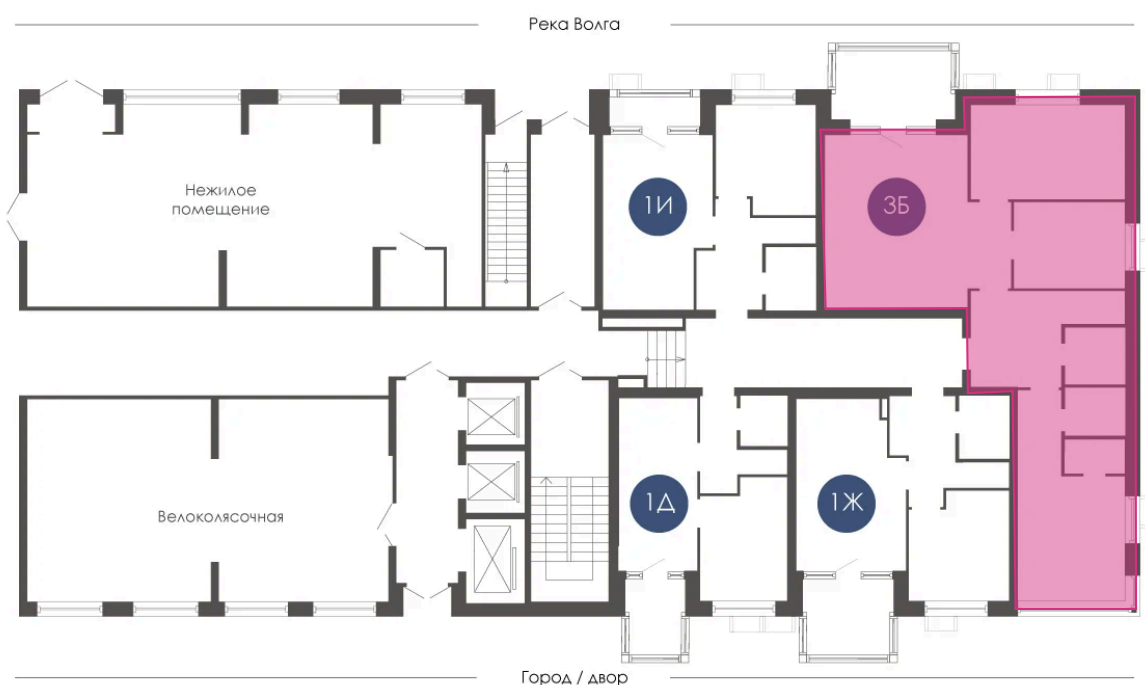 Река Волга
Нежилое
помещение
1И
3Б
Велоколясочная
1Д
1Ж
Город / двор